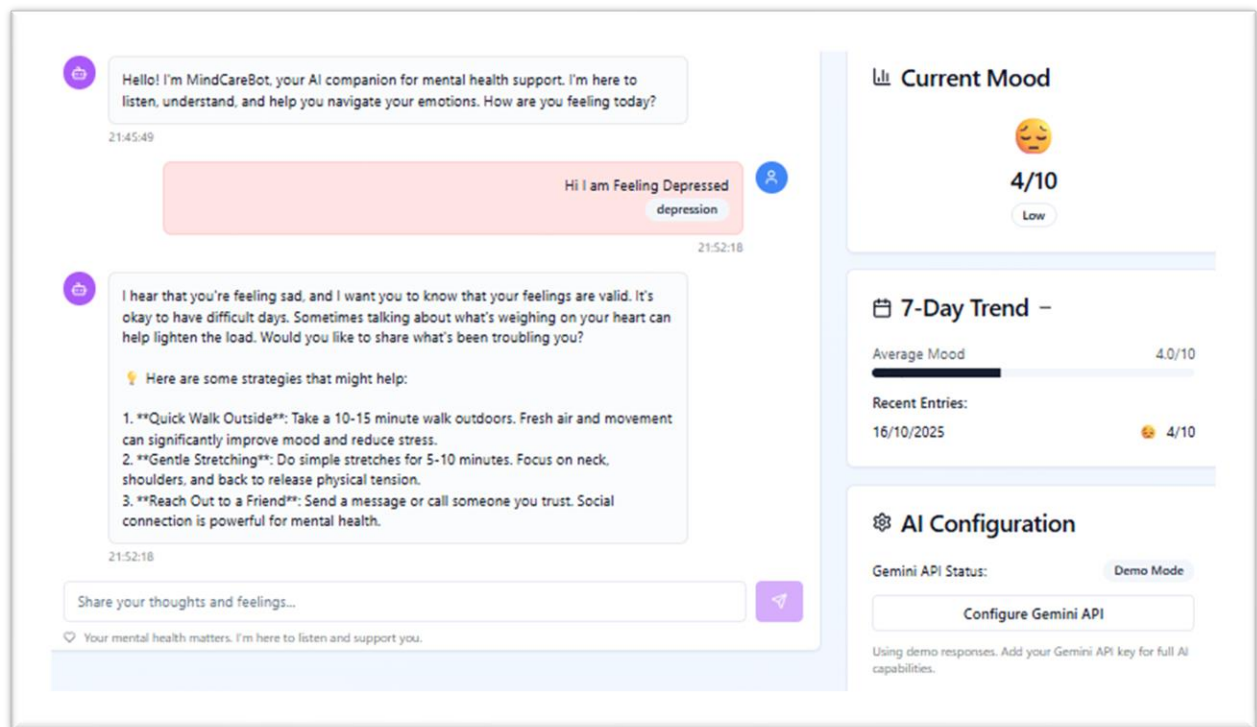 Hello! I'm MindCareBot, your AI companion for mental health support. I'm here to
listen, understand, and help you navigate your emotions. How are you feeling today?
21:45:49
Hi I am Feeling Depressed
depression
21:52:18
I hear that you're feeling sad, and I want you to know that your feelings are valid. It's
okay to have difficult days. Sometimes talking about what's weighing on your heart can
help lighten the load. Would you like to share what's been troubling you?
Here are some strategies that might help:
1. **Quick Walk Outside**: Take a 10-15 minute walk outdoors. Fresh air and movement
can significantly improve mood and reduce stress.
2. **Gentle Stretching**: Do simple stretches for 5-10 minutes. Focus on neck,
shoulders, and back to release physical tension.
3. **Reach Out to a Friend**: Send a message or call someone you trust. Social
connection is powerful for mental health.
21:52:18
Share your thoughts and feelings...
Your mental health matters. I'm here to listen and support you.
Current Mood
4/10
Low
7-Day Trend
Average Mood 4.0/10
Recent Entries:
16/10/2025 4/10
AI Configuration
Gemini API Status: Demo Mode
Configure Gemini API
Using demo responses. Add your Gemini API key for full AI
capabilities.